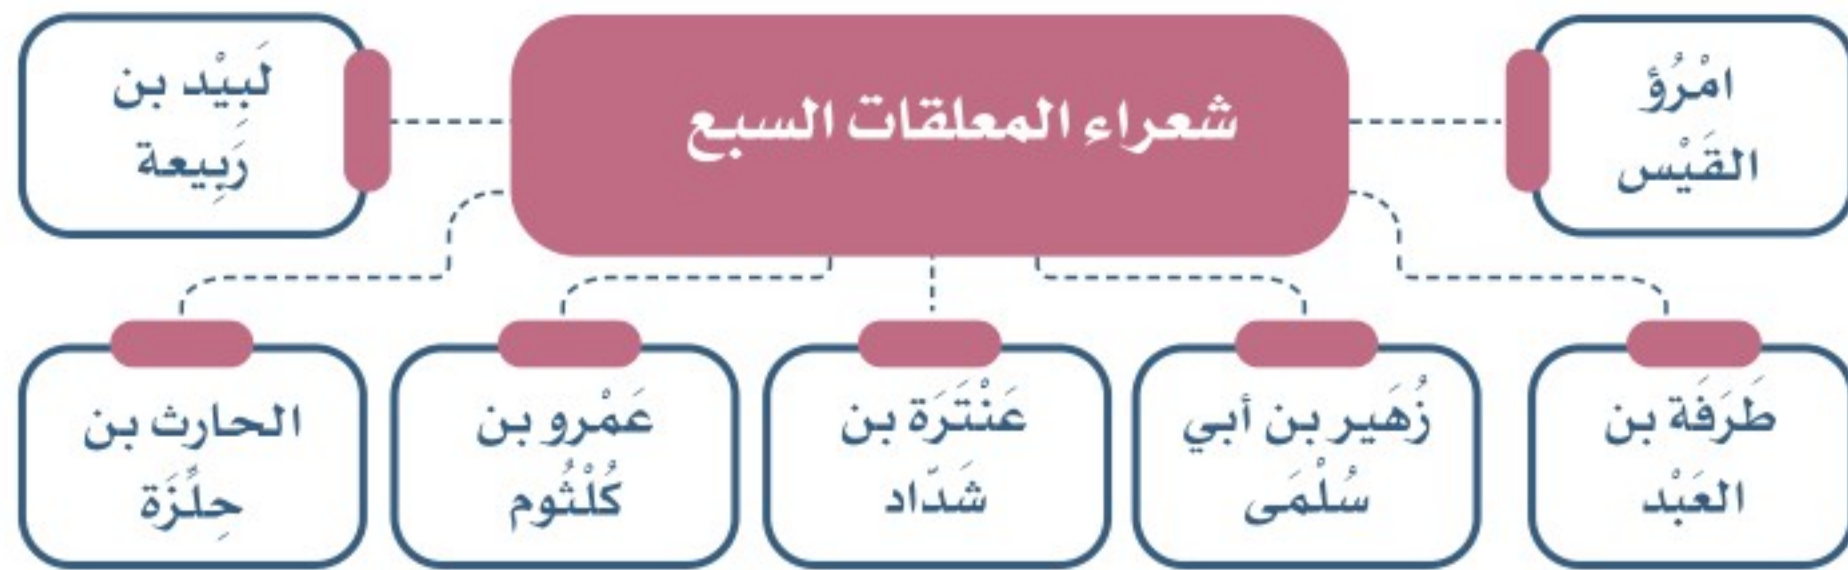 شعراء المعلقات السبع
امْرُؤ
القَيْس
طَرَفَة بن
العَبْد
زُهَير بن أبي
سُلْمَى
عَنْتَرَة بن
شَدّاد
عَمْرو بن
كُلْثُوم
الحارث بن
حِلِّزَة
لَبِيْد بن
رَبِيعة